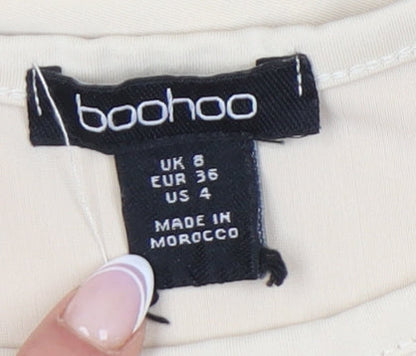 boohoo
UK 8
EUR 36
US 4
MADE IN
MOROCCO